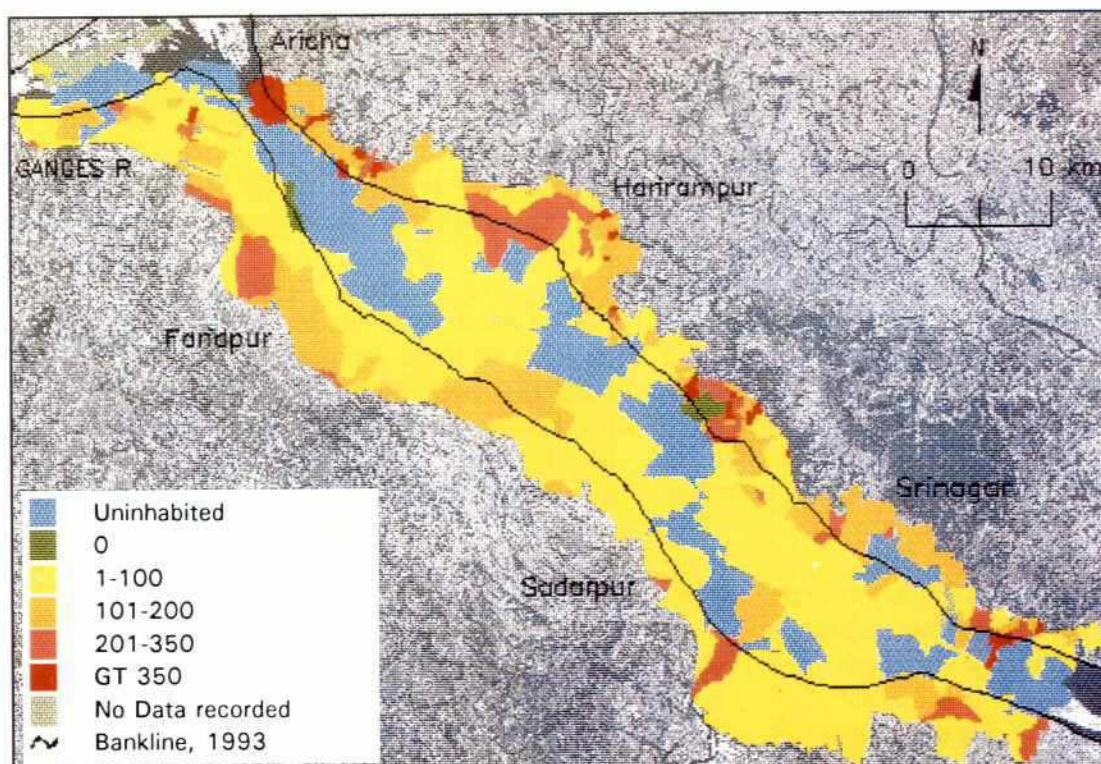 Aricha
N
GANGES R.
0 10 km
Harirampur
Faridpur
Srinagar
Sadarpur
Uninhabited
0
1-100
101-200
201-350
GT 350
No Data recorded
Bankline, 1993